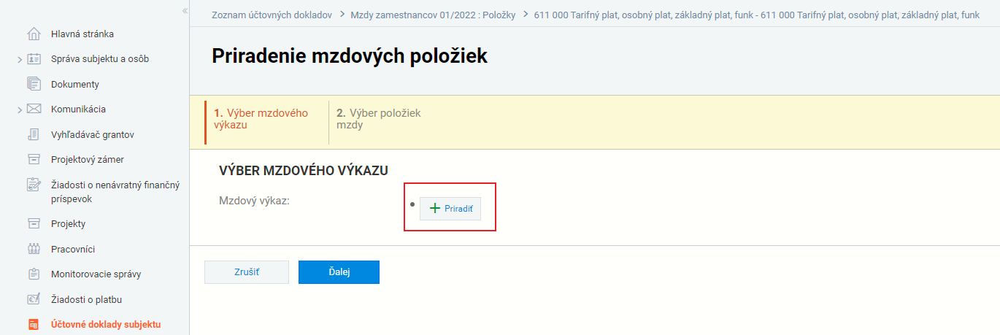 Zoznam účtovných dokladov > Mzdy zamestnancov 01/2022 : Položky > 611 000 Tarifný plat, osobný plat, základný plat, funk - 611 000 Tarifný plat, osobný plat, základný plat, funk
Hlavná stránka
Správa subjektu a osôb
Dokumenty
Komunikácia
Vyhľadávač grantov
Projektový zámer
Žiadosti o nenávratný finančný
príspevok
Projekty
Pracovníci
Monitorovacie správy
Žiadosti o platbu
Účtovné doklady subjektu
Priradenie mzdových položiek
1. Výber mzdového
výkazu
2. Výber položiek
mzdy
VÝBER MZDOVÉHO VÝKAZU
Mzdový výkaz:
Priradiť
Zrušiť
Ďalej